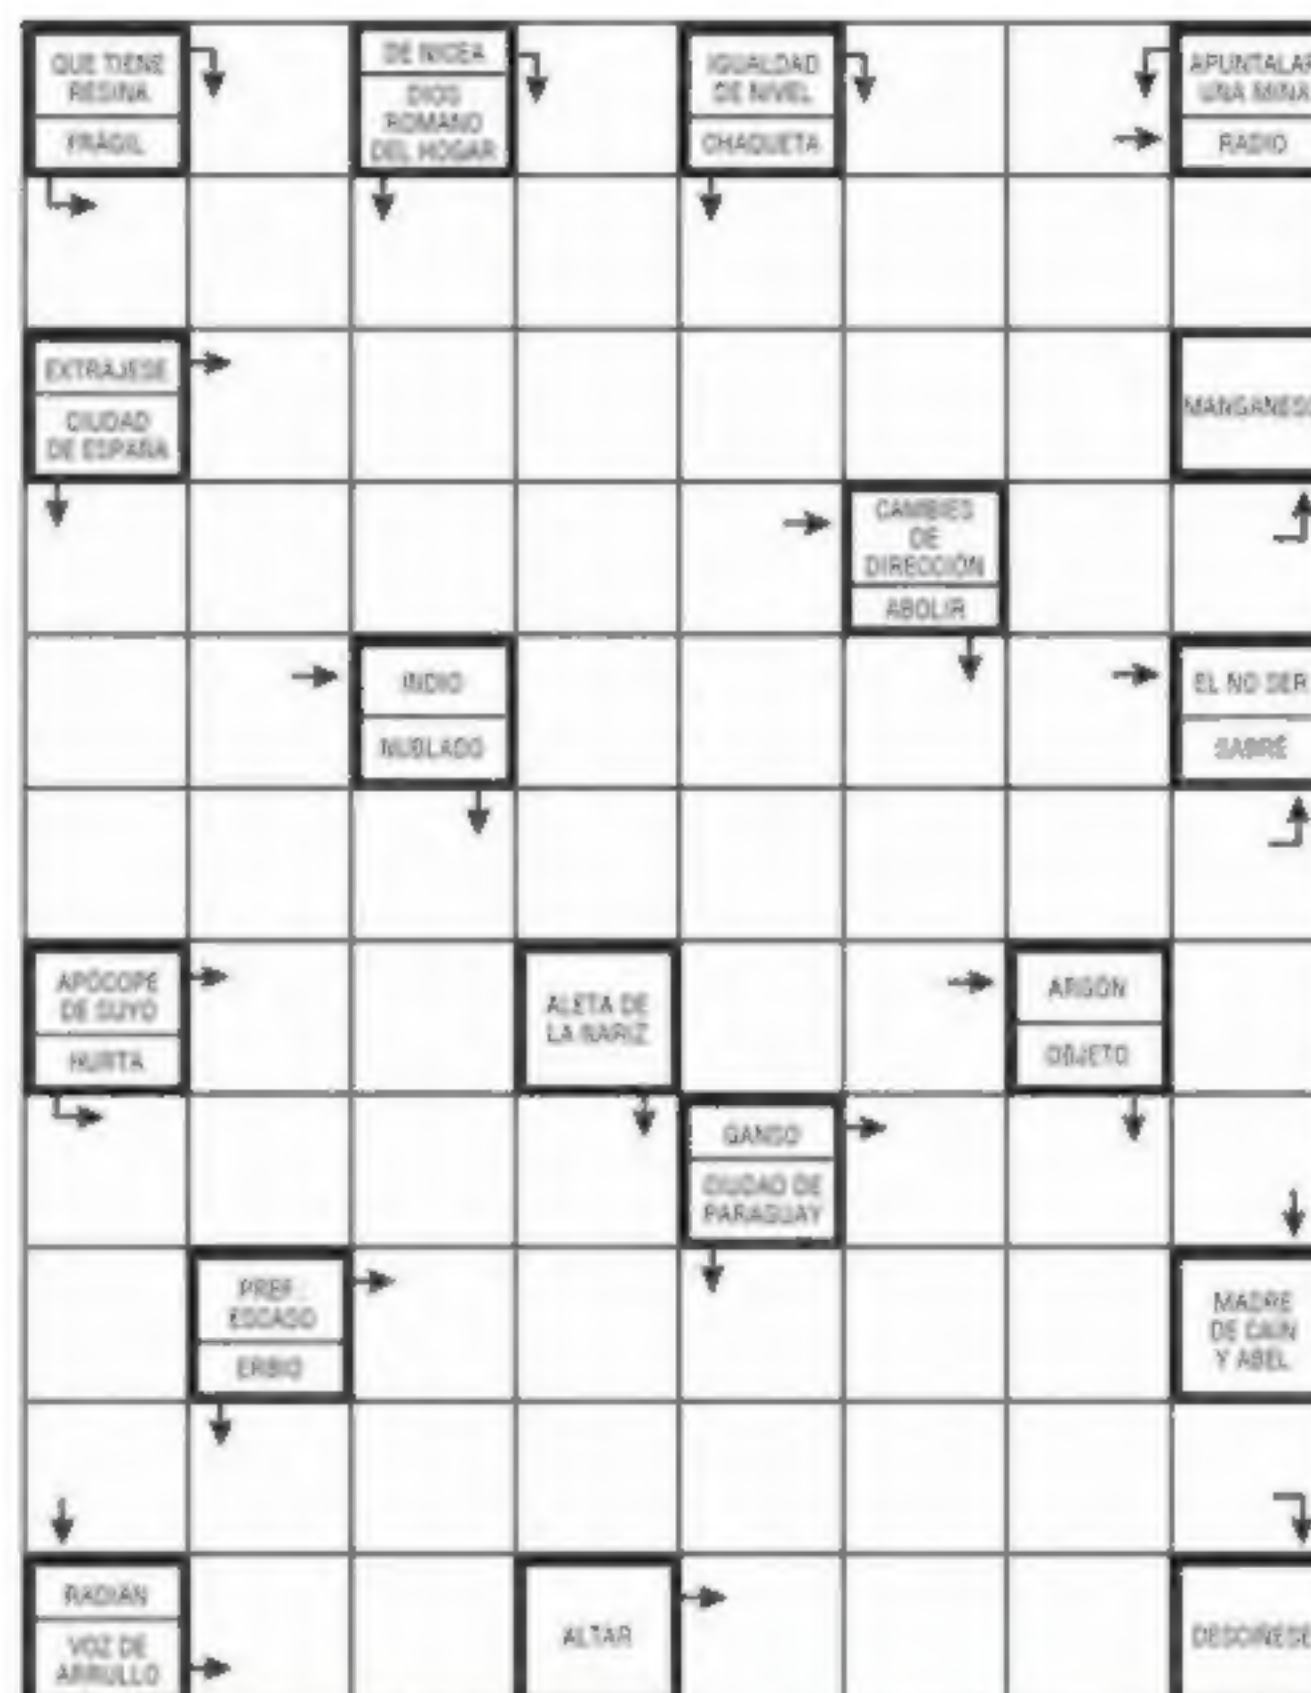 QUE TIENE
RESINA
FRÁGIL
DE NICEA
DIOS
ROMANO
DEL HOGAR
IGUALDAD
DE NIVEL
CHAQUETA
APUNTALAR
UNA MINA
RADIO
EXTRAJESE
CIUDAD
DE ESPAÑA
MANGANESO
CAMBIES
DE
DIRECCIÓN
ABOLIR
INDIO
NUBLADO
EL NO SER
SABRÉ
APÓCOPE
DE SUYO
HURTA
ALETA DE
LA NARIZ
ARGÓN
OBJETO
GANSO
CIUDAD DE
PARAGUAY
PREF.
ESCASO
ERBIO
MADRE
DE CAÍN
Y ABEL
RADIÁN
VOZ DE
ARRULLO
ALTAR